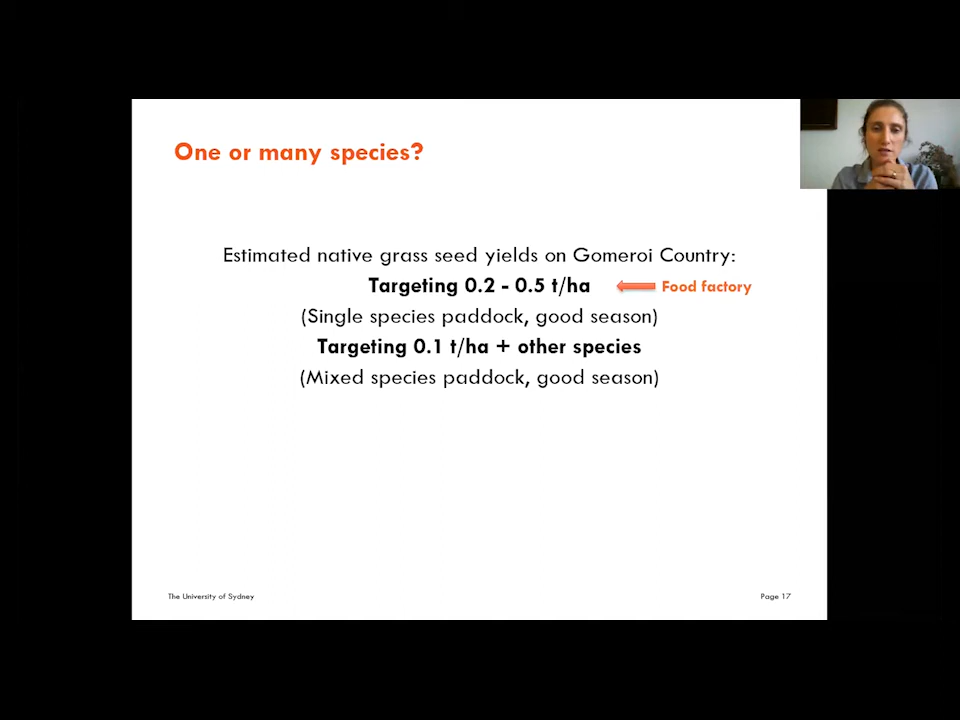 One or many species?
Estimated native grass seed yields on Gomeroi Country:
Targeting 0.2 - 0.5 t/ha
Food factory
(Single species paddock, good season)
Targeting 0.1 t/ha + other species
(Mixed species paddock, good season)
The University of Sydney
Page 17